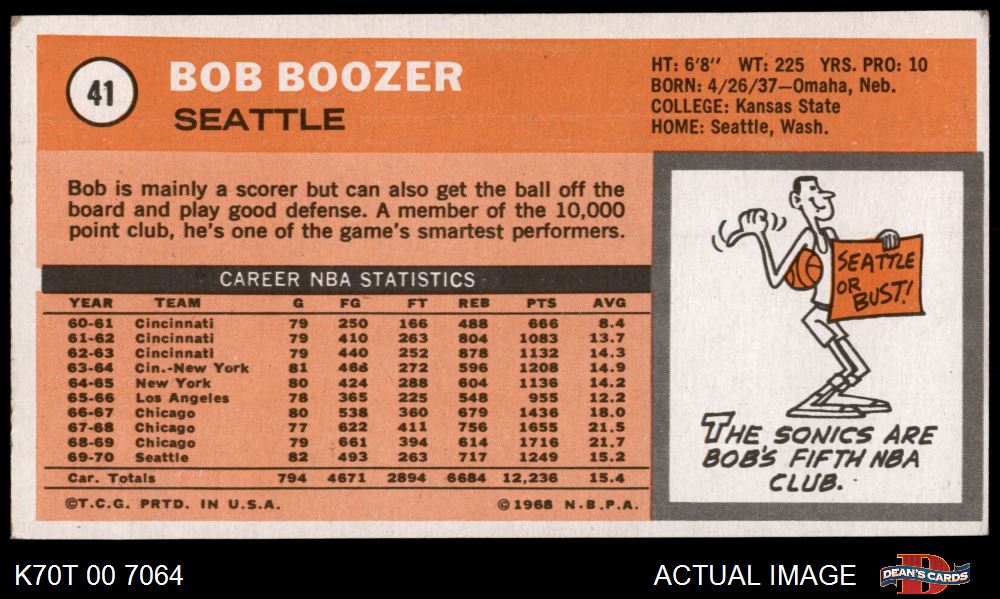 41
BOB BOOZER
SEATTLE
HT: 6'8" WT: 225 YRS. PRO: 10
BORN: 4/26/37—Omaha, Neb.
COLLEGE: Kansas State
HOME: Seattle, Wash.
Bob is mainly a scorer but can also get the ball off the
board and play good defense. A member of the 10,000
point club, he's one of the game's smartest performers.
CAREER NBA STATISTICS
YEAR TEAM G FG FT REB PTS AVG
60-61 Cincinnati 79 250 166 488 666 8.4
61-62 Cincinnati 79 410 263 804 1083 13.7
62-63 Cincinnati 79 440 252 878 1132 14.3
63-64 Cin.-New York 81 468 272 596 1208 14.9
64-65 New York 80 424 288 604 1136 14.2
65-66 Los Angeles 78 365 225 548 955 12.2
66-67 Chicago 80 538 360 679 1436 18.0
67-68 Chicago 77 622 411 756 1655 21.5
68-69 Chicago 79 661 394 614 1716 21.7
69-70 Seattle 82 493 263 717 1249 15.2
Car. Totals 794 4671 2894 6684 12,236 15.4
©T.C.G. PRTD. IN U.S.A. ©1968 N.B.P.A.
SEATTLE
OR
BUST!
THE SONICS ARE
BOB'S FIFTH NBA
CLUB.
K70T 00 7064
ACTUAL IMAGE
D
DEAN'S CARDS